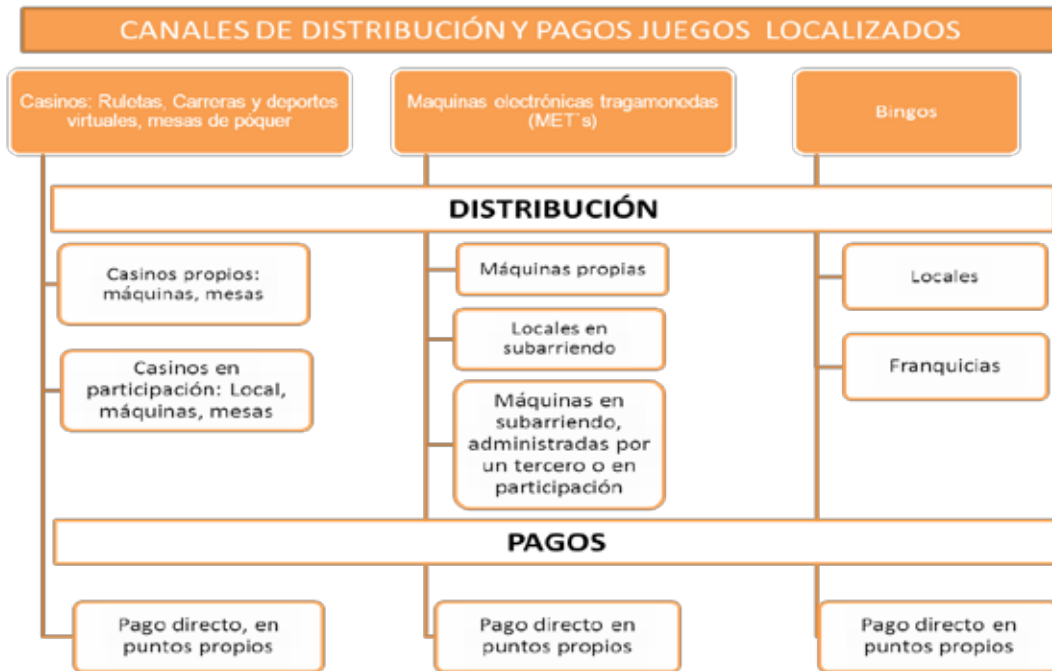 CANALES DE DISTRIBUCIÓN Y PAGOS JUEGOS LOCALIZADOS
Casinos: Ruletas, Carreras y deportes
virtuales, mesas de póquer
Maquinas electrónicas tragamonedas
(MET´s)
Bingos
DISTRIBUCIÓN
Casinos propios:
máquinas, mesas
Casinos en
participación: Local,
máquinas, mesas
Máquinas propias
Locales en
subarriendo
Máquinas en
subarriendo,
administradas por
un tercero o en
participación
Locales
Franquicias
PAGOS
Pago directo, en
puntos propios
Pago directo en
puntos propios
Pago directo en
puntos propios